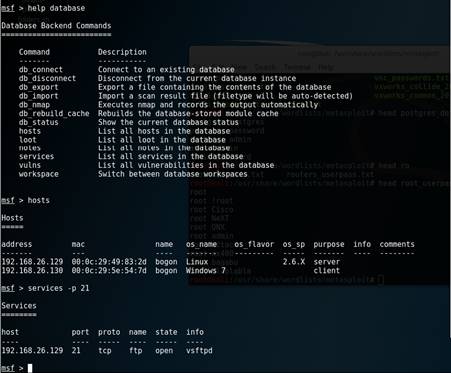 msf > help database
Database Backend Commands
=========================
Command Description
------- -----------
db_connect Connect to an existing database
db_disconnect Disconnect from the current database instance
db_export Export a file containing the contents of the database
db_import Import a scan result file (filetype will be auto-detected)
db_nmap Executes nmap and records the output automatically
db_rebuild_cache Rebuilds the database-stored module cache
db_status Show the current database status
hosts List all hosts in the database
loot List all loot in the database
notes List all notes in the database
services List all services in the database
vulns List all vulnerabilities in the database
workspace Switch between database workspaces
msf > hosts
Hosts
=====
address mac name os_name os_flavor os_sp purpose info comments
------- --- ---- ------- --------- ----- ------- ---- --------
192.168.26.129 00:0c:29:49:83:2d bogon Linux 2.6.X server
192.168.26.130 00:0c:29:5e:54:7d bogon Windows 7 client
msf > services -p 21
Services
========
host port proto name state info
---- ---- ----- ---- ----- ----
192.168.26.129 21 tcp ftp open vsftpd
msf >